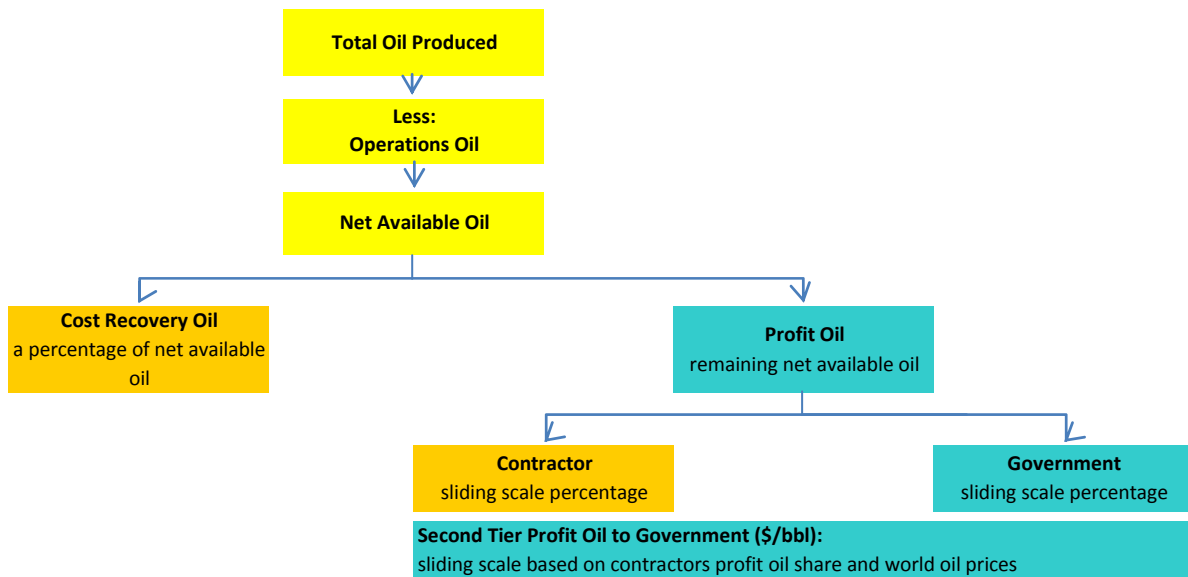 Total Oil Produced
Less:
Operations Oil
Net Available Oil
Cost Recovery Oil
a percentage of net available
oil
Profit Oil
remaining net available oil
Contractor
sliding scale percentage
Government
sliding scale percentage
Second Tier Profit Oil to Government ($/bbl):
sliding scale based on contractors profit oil share and world oil prices